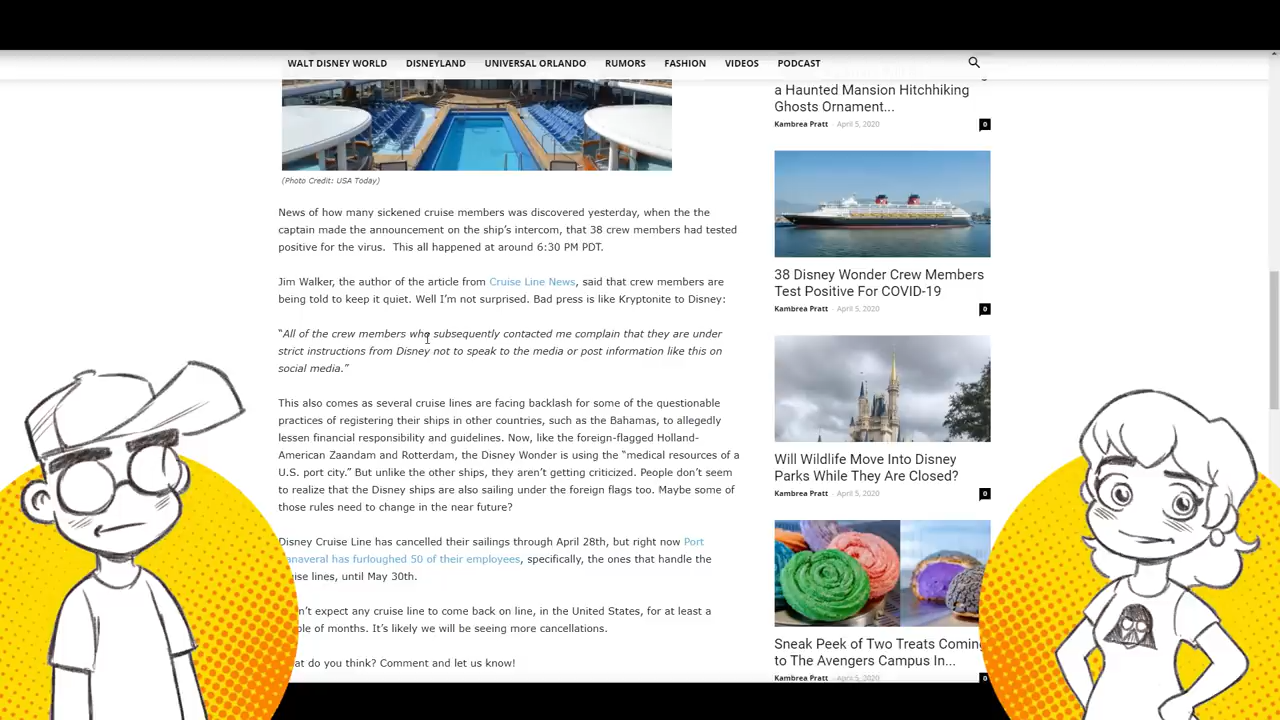 WALT DISNEY WORLD DISNEYLAND UNIVERSAL ORLANDO RUMORS FASHION VIDEOS PODCAST
(Photo Credit: USA Today)
News of how many sickened cruise members was discovered yesterday, when the the
captain made the announcement on the ship's intercom, that 38 crew members had tested
positive for the virus.  This all happened at around 6:30 PM PDT.
Jim Walker, the author of the article from Cruise Line News, said that crew members are
being told to keep it quiet. Well I'm not surprised. Bad press is like Kryptonite to Disney:
"All of the crew members who subsequently contacted me complain that they are under
strict instructions from Disney not to speak to the media or post information like this on
social media."
This also comes as several cruise lines are facing backlash for some of the questionable
practices of registering their ships in other countries, such as the Bahamas, to allegedly
lessen financial responsibility and guidelines. Now, like the foreign-flagged Holland-
American Zaandam and Rotterdam, the Disney Wonder is using the "medical resources of a
U.S. port city." But unlike the other ships, they aren't getting criticized. People don't seem
to realize that the Disney ships are also sailing under the foreign flags too. Maybe some of
those rules need to change in the near future?
Disney Cruise Line has cancelled their sailings through April 28th, but right now Port
anaveral has furloughed 50 of their employees, specifically, the ones that handle the
ise lines, until May 30th.
n't expect any cruise line to come back on line, in the United States, for at least a
ple of months. It's likely we will be seeing more cancellations.
at do you think? Comment and let us know!
a Haunted Mansion Hitchhiking
Ghosts Ornament...
Kambrea Pratt - April 5, 2020 0
38 Disney Wonder Crew Members
Test Positive For COVID-19
Kambrea Pratt - April 5, 2020 0
Will Wildlife Move Into Disney
Parks While They Are Closed?
Kambrea Pratt - April 5, 2020 0
Sneak Peek of Two Treats Coming
to The Avengers Campus In...
Kambrea Pratt - April 5, 2020 0